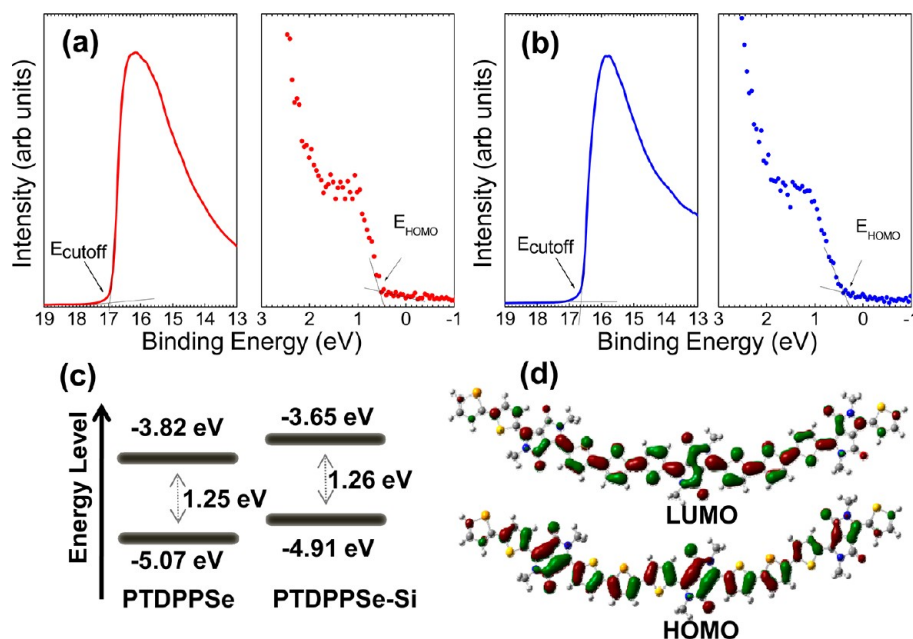 (a)
(b)
Intensity (arb units)
Intensity (arb units)
Ecutoff
EHOMO
Ecutoff
EHOMO
19 18 17 16 15 14 13 3 2 1 0 -1
19 18 17 16 15 14 13 3 2 1 0 -1
Binding Energy (eV)
Binding Energy (eV)
(c)
(d)
Energy Level
-3.82 eV
-3.65 eV
1.25 eV
1.26 eV
-5.07 eV
-4.91 eV
PTDPPSe
PTDPPSe-Si
LUMO
HOMO